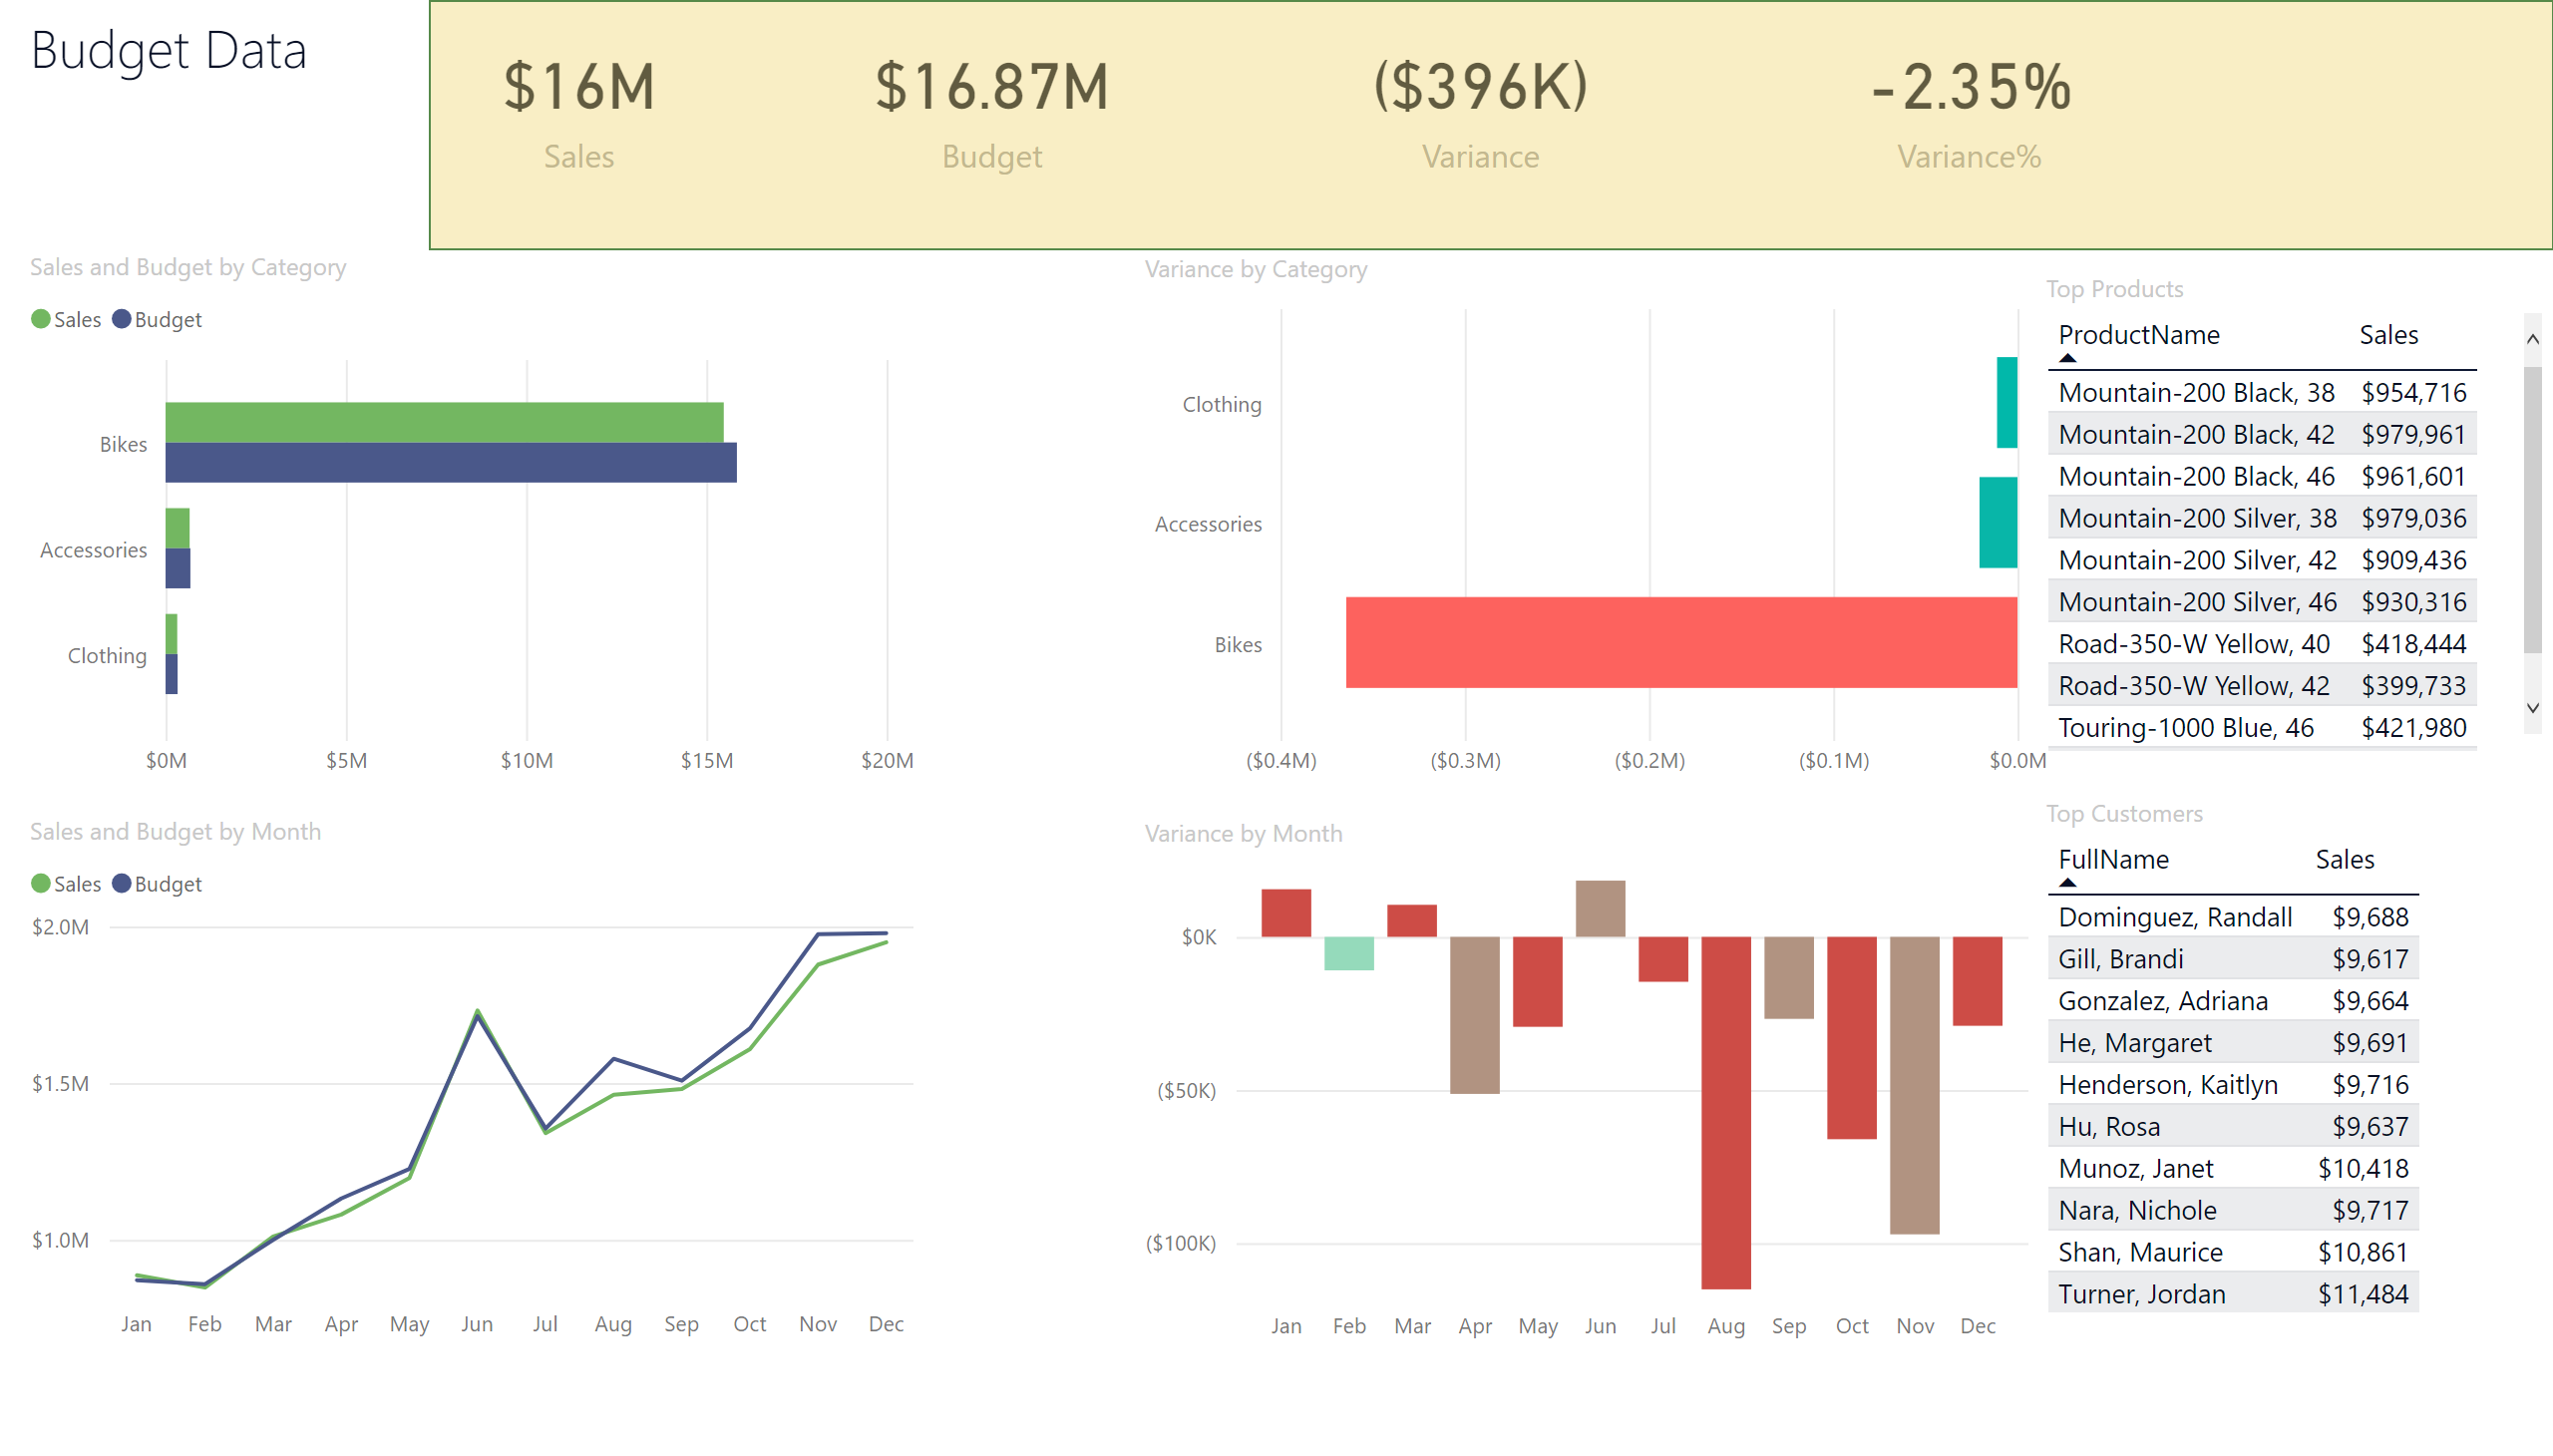 Budget Data
$16M
Sales
$16.87M
Budget
($396K)
Variance
-2.35%
Variance%
Sales and Budget by Category
Sales Budget
Bikes
Accessories
Clothing
$0M $5M $10M $15M $20M
Variance by Category
Clothing
Accessories
Bikes
($0.4M) ($0.3M) ($0.2M) ($0.1M) $0.0M
Top Products
ProductName Sales
Mountain-200 Black, 38 $954,716
Mountain-200 Black, 42 $979,961
Mountain-200 Black, 46 $961,601
Mountain-200 Silver, 38 $979,036
Mountain-200 Silver, 42 $909,436
Mountain-200 Silver, 46 $930,316
Road-350-W Yellow, 40 $418,444
Road-350-W Yellow, 42 $399,733
Touring-1000 Blue, 46 $421,980
Sales and Budget by Month
Sales Budget
$2.0M
$1.5M
$1.0M
Jan Feb Mar Apr May Jun Jul Aug Sep Oct Nov Dec
Variance by Month
$0K
($50K)
($100K)
Jan Feb Mar Apr May Jun Jul Aug Sep Oct Nov Dec
Top Customers
FullName Sales
Dominguez, Randall $9,688
Gill, Brandi $9,617
Gonzalez, Adriana $9,664
He, Margaret $9,691
Henderson, Kaitlyn $9,716
Hu, Rosa $9,637
Munoz, Janet $10,418
Nara, Nichole $9,717
Shan, Maurice $10,861
Turner, Jordan $11,484